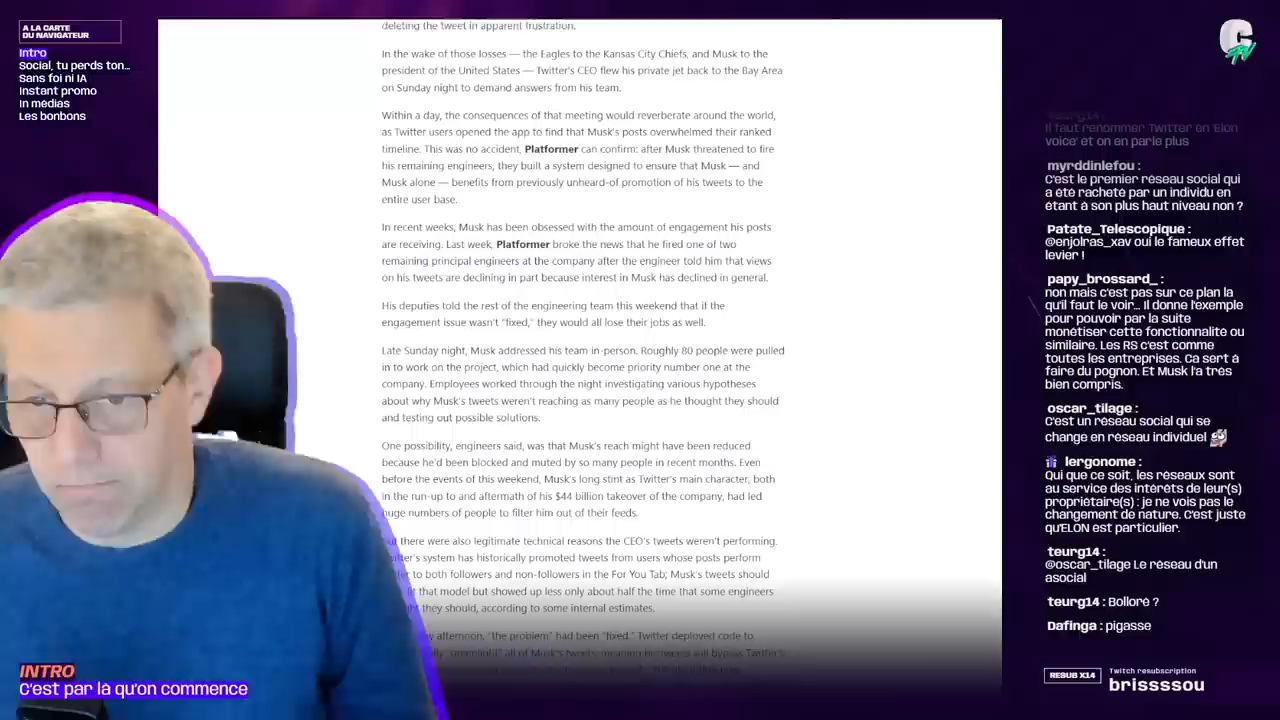 A LA CARTE
DU NAVIGATEUR
Intro
Social, tu perds ton...
Sans foi ni IA
Instant promo
In medias
Les bonbons
deleting the tweet in apparent frustration.
In the wake of those losses — the Eagles to the Kansas City Chiefs, and Musk to the
president of the United States — Twitter's CEO flew his private jet back to the Bay Area
on Sunday night to demand answers from his team.
Within a day, the consequences of that meeting would reverberate around the world,
as Twitter users opened the app to find that Musk's posts overwhelmed their ranked
timeline. This was no accident, Platformer can confirm: after Musk threatened to fire
his remaining engineers, they built a system designed to ensure that Musk — and
Musk alone — benefits from previously unheard-of promotion of his tweets to the
entire user base.
In recent weeks, Musk has been obsessed with the amount of engagement his posts
are receiving. Last week, Platformer broke the news that he fired one of two
remaining principal engineers at the company after the engineer told him that views
on his tweets are declining in part because interest in Musk has declined in general.
His deputies told the rest of the engineering team this weekend that if the
engagement issue wasn't "fixed," they would all lose their jobs as well.
Late Sunday night, Musk addressed his team in-person. Roughly 80 people were pulled
in to work on the project, which had quickly become priority number one at the
company. Employees worked through the night investigating various hypotheses
about why Musk's tweets weren't reaching as many people as he thought they should
and testing out possible solutions.
One possibility, engineers said, was that Musk's reach might have been reduced
because he'd been blocked and muted by so many people in recent months. Even
before the events of this weekend, Musk's long stint as Twitter's main character, both
in the run-up to and aftermath of his $44 billion takeover of the company, had led
huge numbers of people to filter him out of their feeds.
there were also legitimate technical reasons the CEO's tweets weren't performing.
system has historically promoted tweets from users whose posts perform
to both followers and non-followers in the For You Tab; Musk's tweets should
that model but showed up less only about half the time that some engineers
they should, according to some internal estimates.
afternoon, "the problem" had been "fixed." Twitter deployed code to
all of Musk's tweets, meaning his tweets will bypass Twitter's
teurg14 :
Il faut renommer Twitter en 'Elon
voice' et on en parle plus
myrddinlefou :
C'est le premier réseau social qui
a été racheté par un individu en
étant à son plus haut niveau non ?
Patate_Telescopique :
@enjolras_xav oui le fameux effet
levier !
papy_brossard_ :
non mais c'est pas sur ce plan la
qu'il faut le voir... il donne l'exemple
pour pouvoir par la suite
monétiser cette fonctionnalite ou
similaire. Les RS c'est comme
toutes les entreprises. Ca sert à
faire du pognon. Et Musk l'a très
bien compris.
oscar_tilage :
C'est un réseau social qui se
change en réseau individuel
lergonome :
Qui que ce soit, les réseaux sont
au service des intérêts de leur(s)
propriétaire(s) : je ne vois pas le
changement de nature. C'est juste
qu'ELON est particulier.
teurg14 :
@oscar_tilage Le réseau d'un
asocial
teurg14 : Bolloré ?
Dafinga : pigasse
INTRO
C'est par là qu'on commence
RESUB X14
Twitch resubscription
brissssou